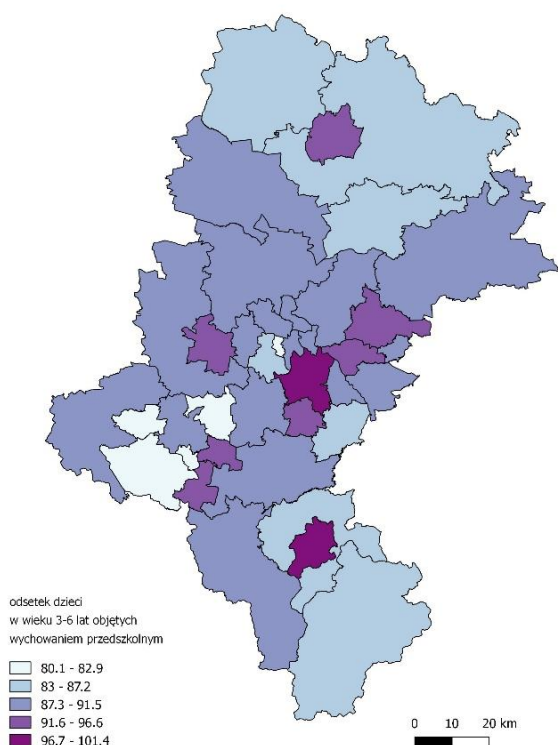 odsetek dzieci
w wieku 3-6 lat objętych
wychowaniem przedszkolnym
80.1 - 82.9
83 - 87.2
87.3 - 91.5
91.6 - 96.6
96.7 - 101.4
0 10 20 km